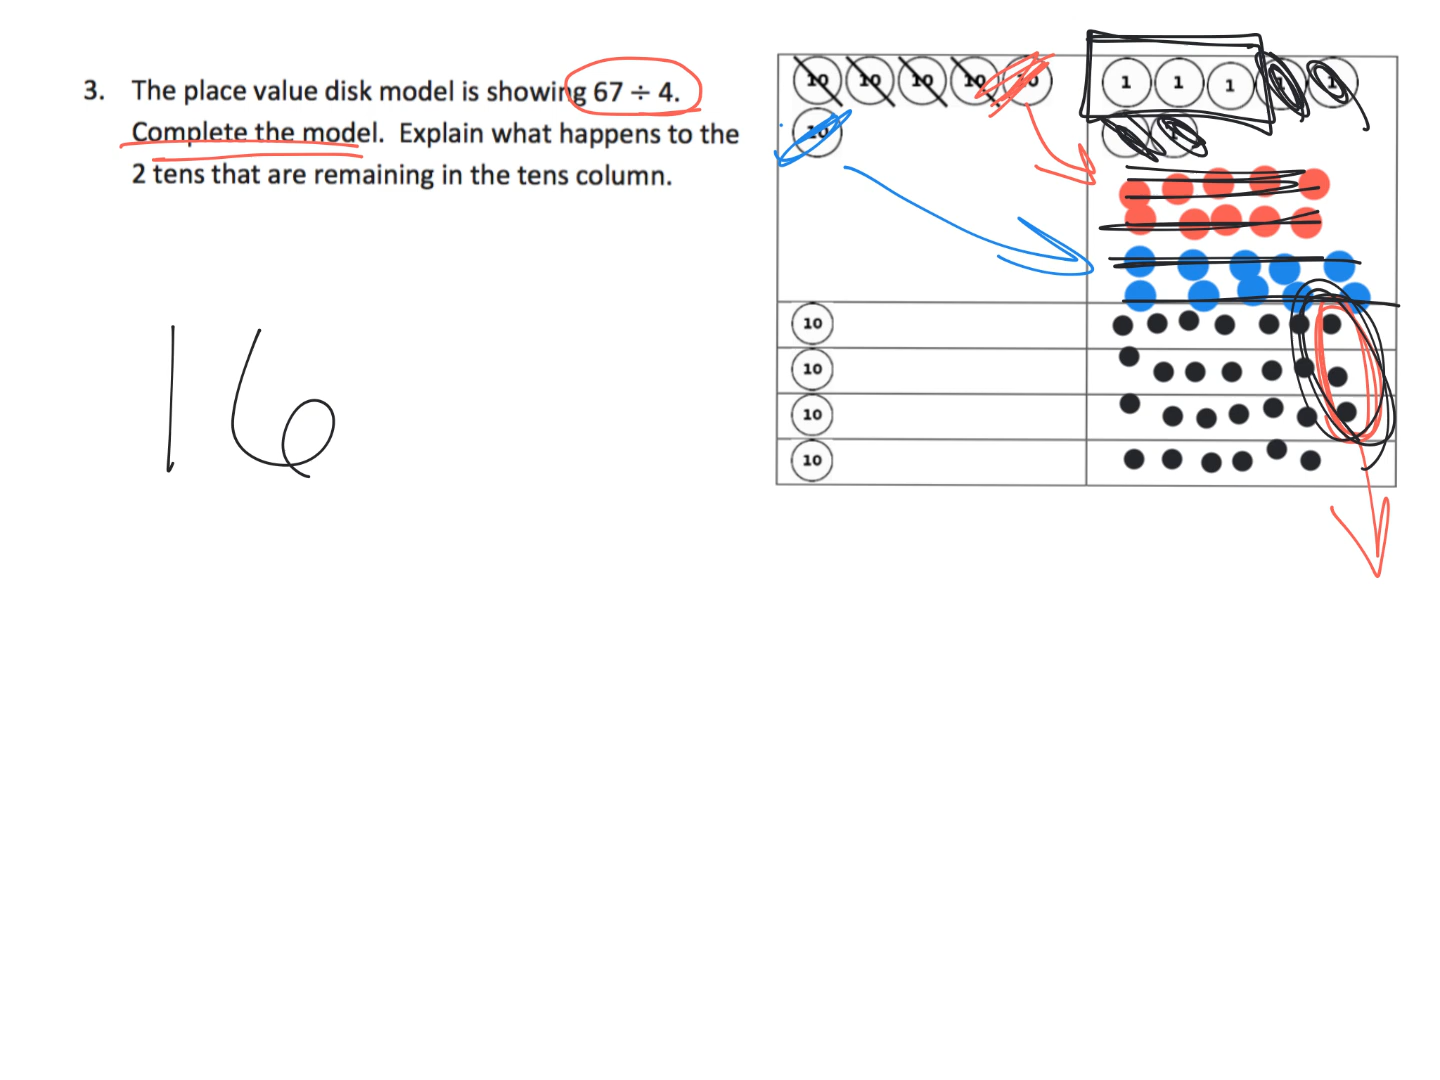 3. The place value disk model is showing 67 ÷ 4.
Complete the model. Explain what happens to the
2 tens that are remaining in the tens column.
10 10 10 10 10 1 1 1 1 1
10 1
10
10
10
10
16